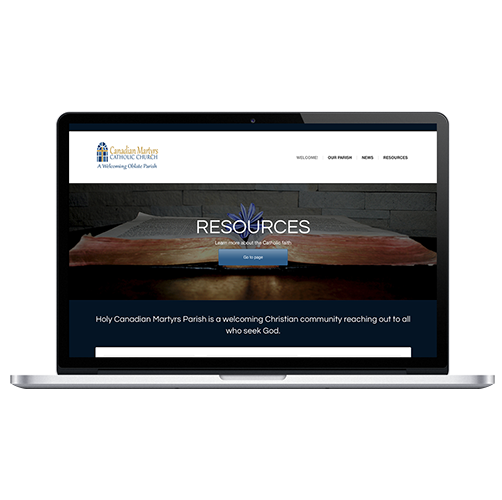 Canadian Martyrs
CATHOLIC CHURCH
A Welcoming Oblate Parish
WELCOME! OUR PARISH NEWS RESOURCES
RESOURCES
Learn more about the Catholic faith
Go to page
Holy Canadian Martyrs Parish is a welcoming Christian community reaching out to all
who seek God.